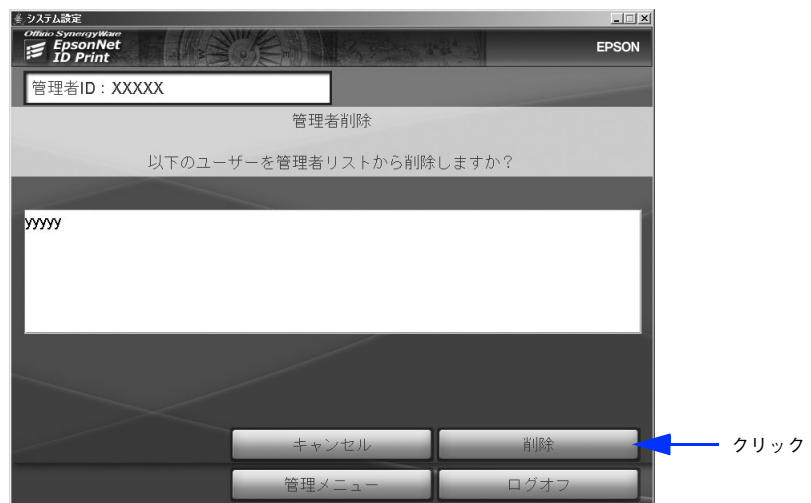 システム設定
Offirio SynergyWare
EpsonNet
ID Print
EPSON
管理者ID：XXXXX
管理者削除
以下のユーザーを管理者リストから削除しますか？
yyyyy
キャンセル
削除
クリック
管理メニュー
ログオフ